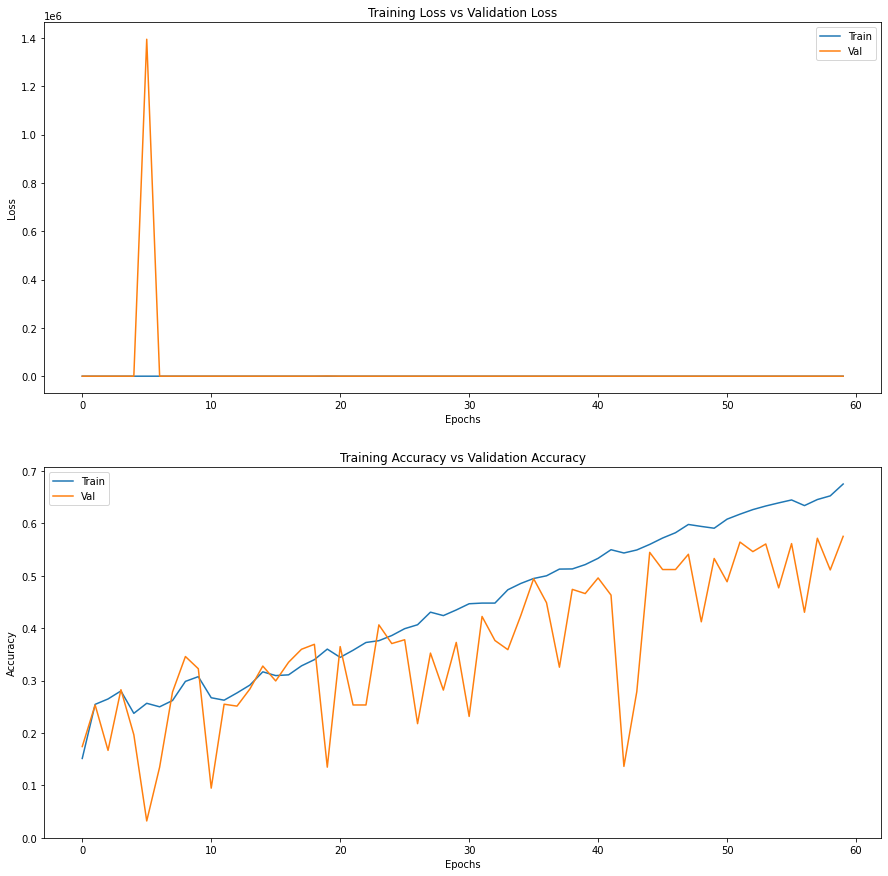 Training Loss vs Validation Loss
1e6
Train
Val
1.4
1.2
1.0
0.8
0.6
0.4
0.2
0.0
Loss
0 10 20 30 40 50 60
Epochs
Training Accuracy vs Validation Accuracy
Train
Val
0.7
0.6
0.5
0.4
0.3
0.2
0.1
0.0
Accuracy
0 10 20 30 40 50 60
Epochs